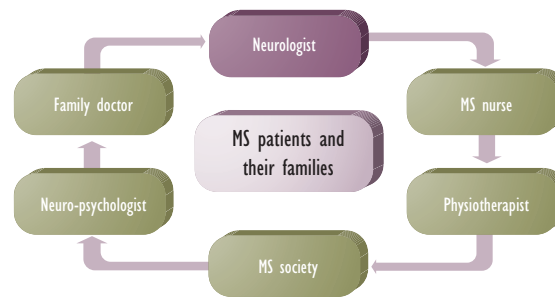 Neurologist
Family doctor
MS nurse
MS patients and
their families
Neuro-psychologist
Physiotherapist
MS society